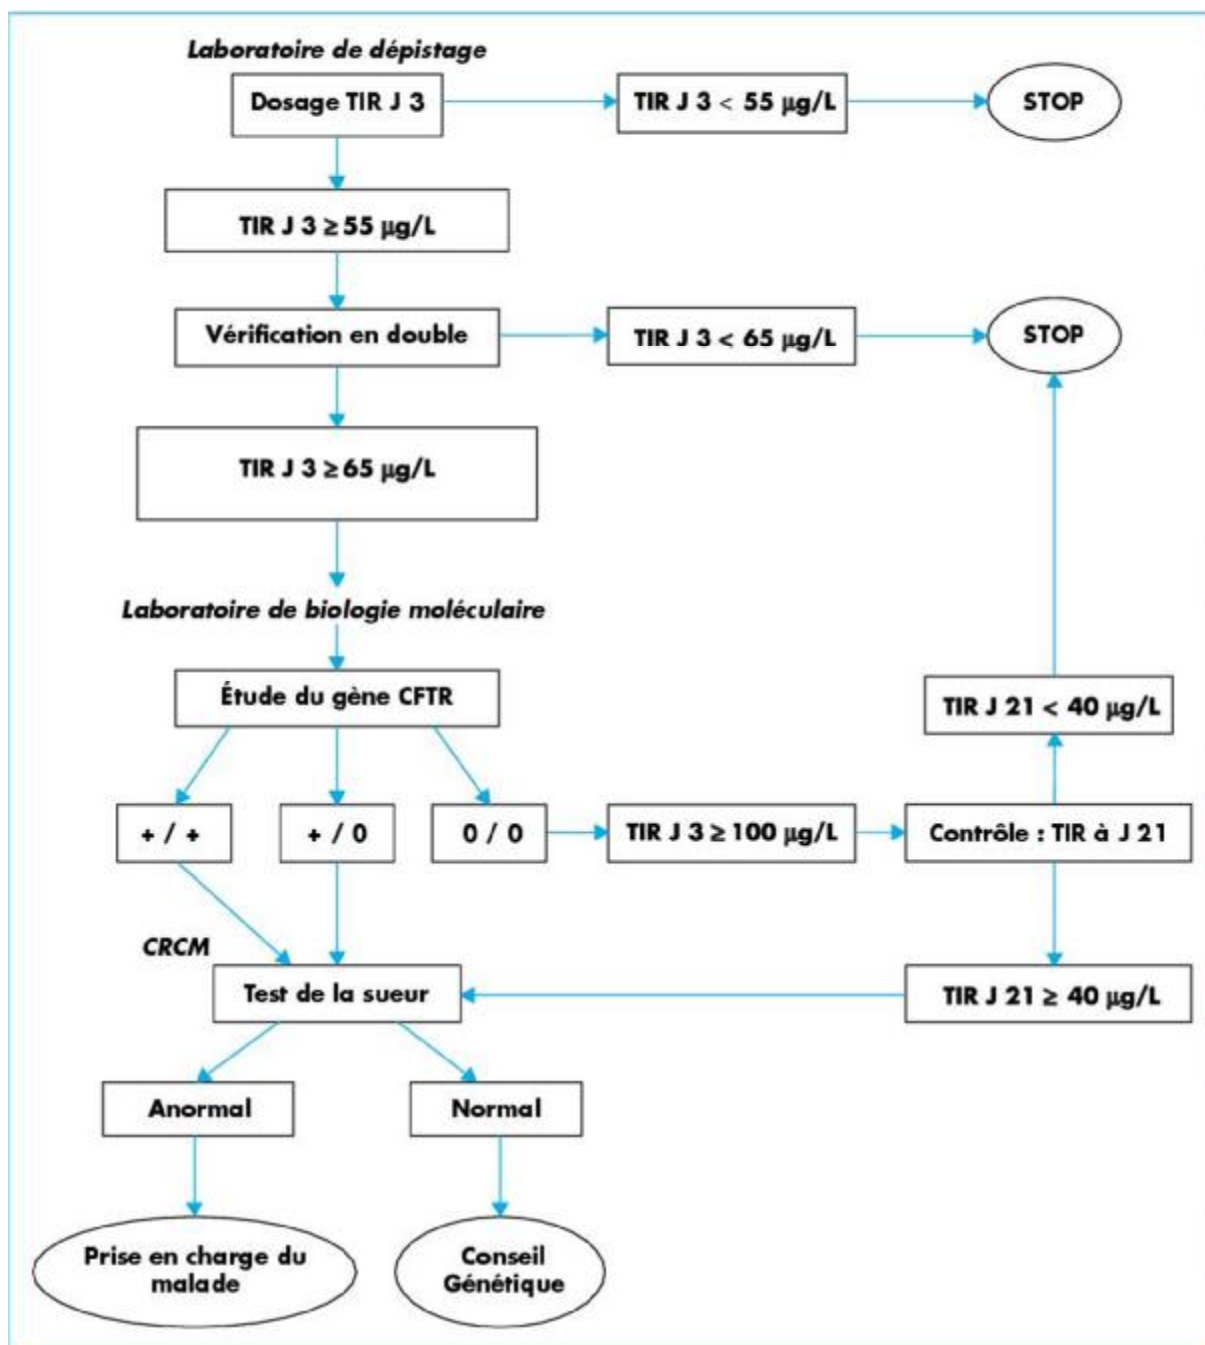 Laboratoire de dépistage
Dosage TIR J 3
TIR J 3 < 55 µg/L
STOP
TIR J 3 ≥ 55 µg/L
Vérification en double
TIR J 3 < 65 µg/L
STOP
TIR J 3 ≥ 65 µg/L
Laboratoire de biologie moléculaire
Étude du gène CFTR
TIR J 21 < 40 µg/L
+ / +
+ / 0
0 / 0
TIR J 3 ≥ 100 µg/L
Contrôle : TIR à J 21
CRCM
Test de la sueur
TIR J 21 ≥ 40 µg/L
Anormal
Normal
Prise en charge du
malade
Conseil
Génétique